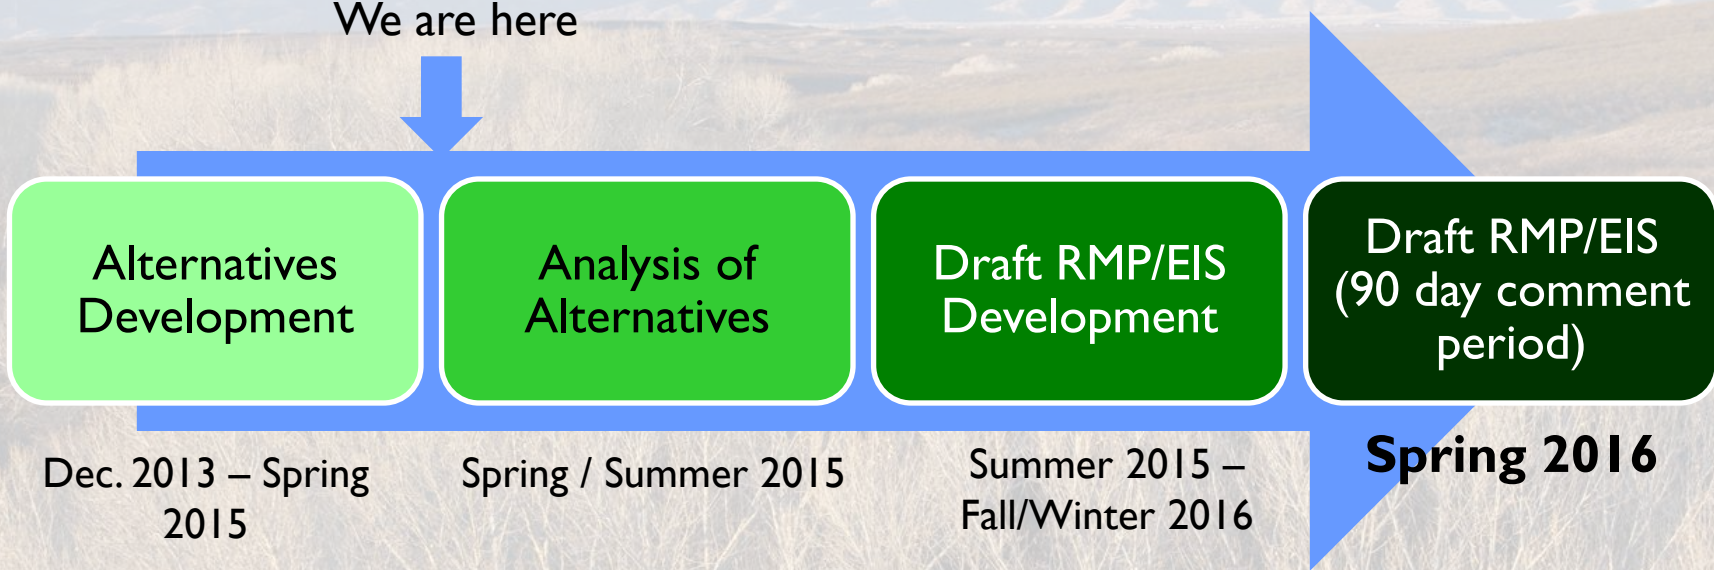 We are here
Alternatives
Development
Analysis of
Alternatives
Draft RMP/EIS
Development
Draft RMP/EIS
(90 day comment
period)
Dec. 2013 – Spring
2015
Spring / Summer 2015
Summer 2015 –
Fall/Winter 2016
Spring 2016